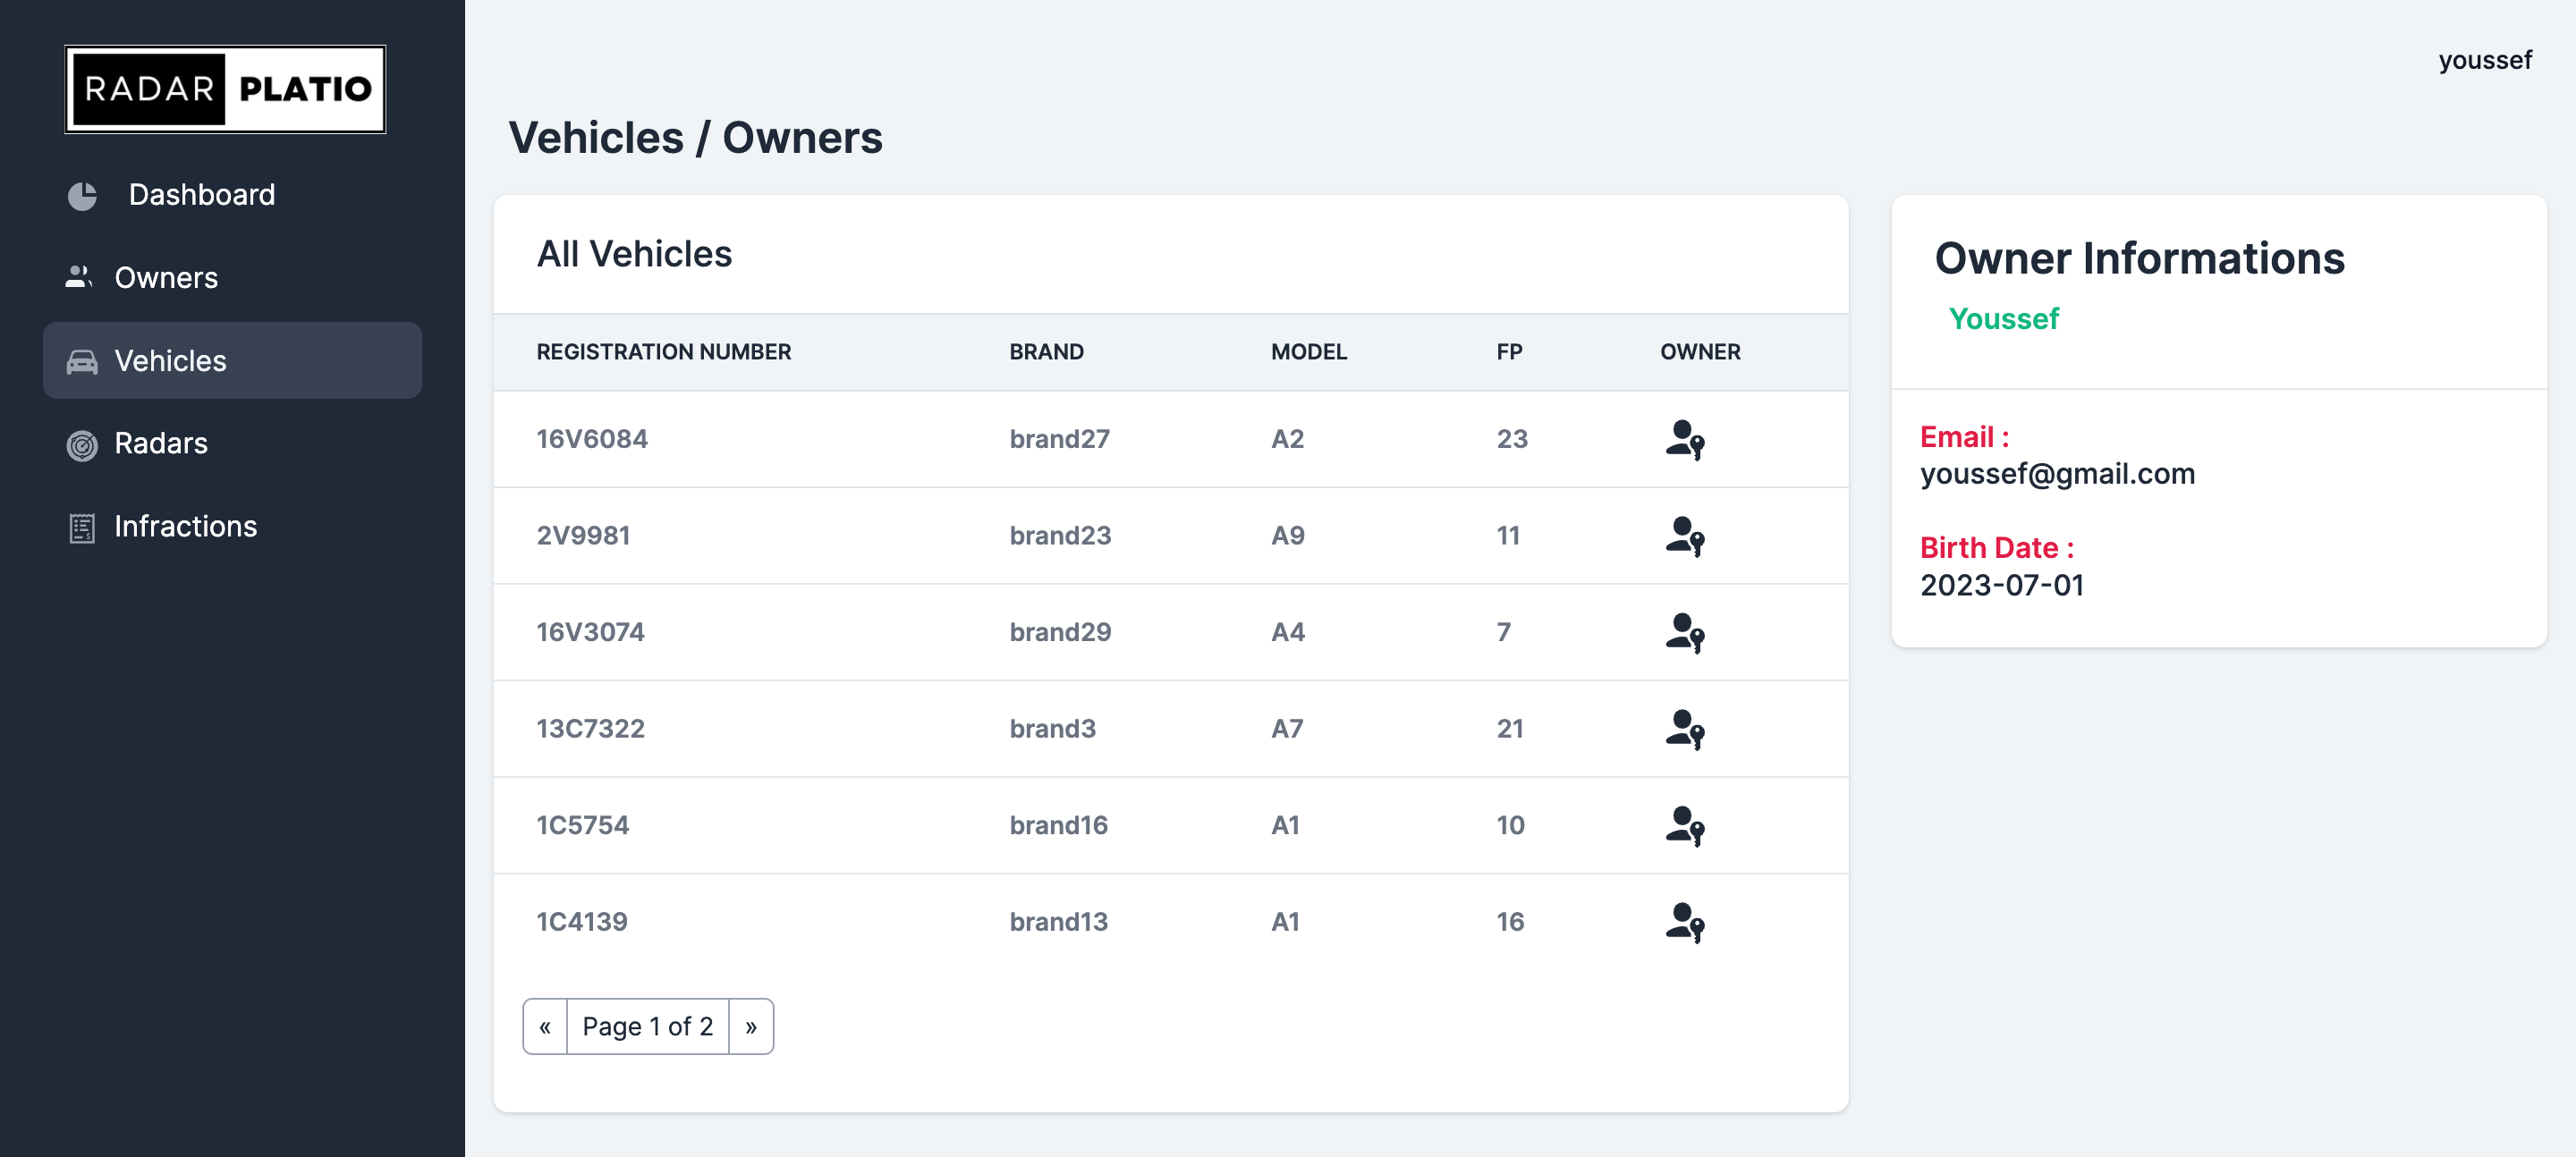 RADAR PLATIO
Dashboard
Owners
Vehicles
Radars
Infractions
youssef
Vehicles / Owners
All Vehicles
REGISTRATION NUMBER BRAND MODEL FP OWNER
16V6084 brand27 A2 23
2V9981 brand23 A9 11
16V3074 brand29 A4 7
13C7322 brand3 A7 21
1C5754 brand16 A1 10
1C4139 brand13 A1 16
« Page 1 of 2 »
Owner Informations
Youssef
Email :
youssef@gmail.com
Birth Date :
2023-07-01